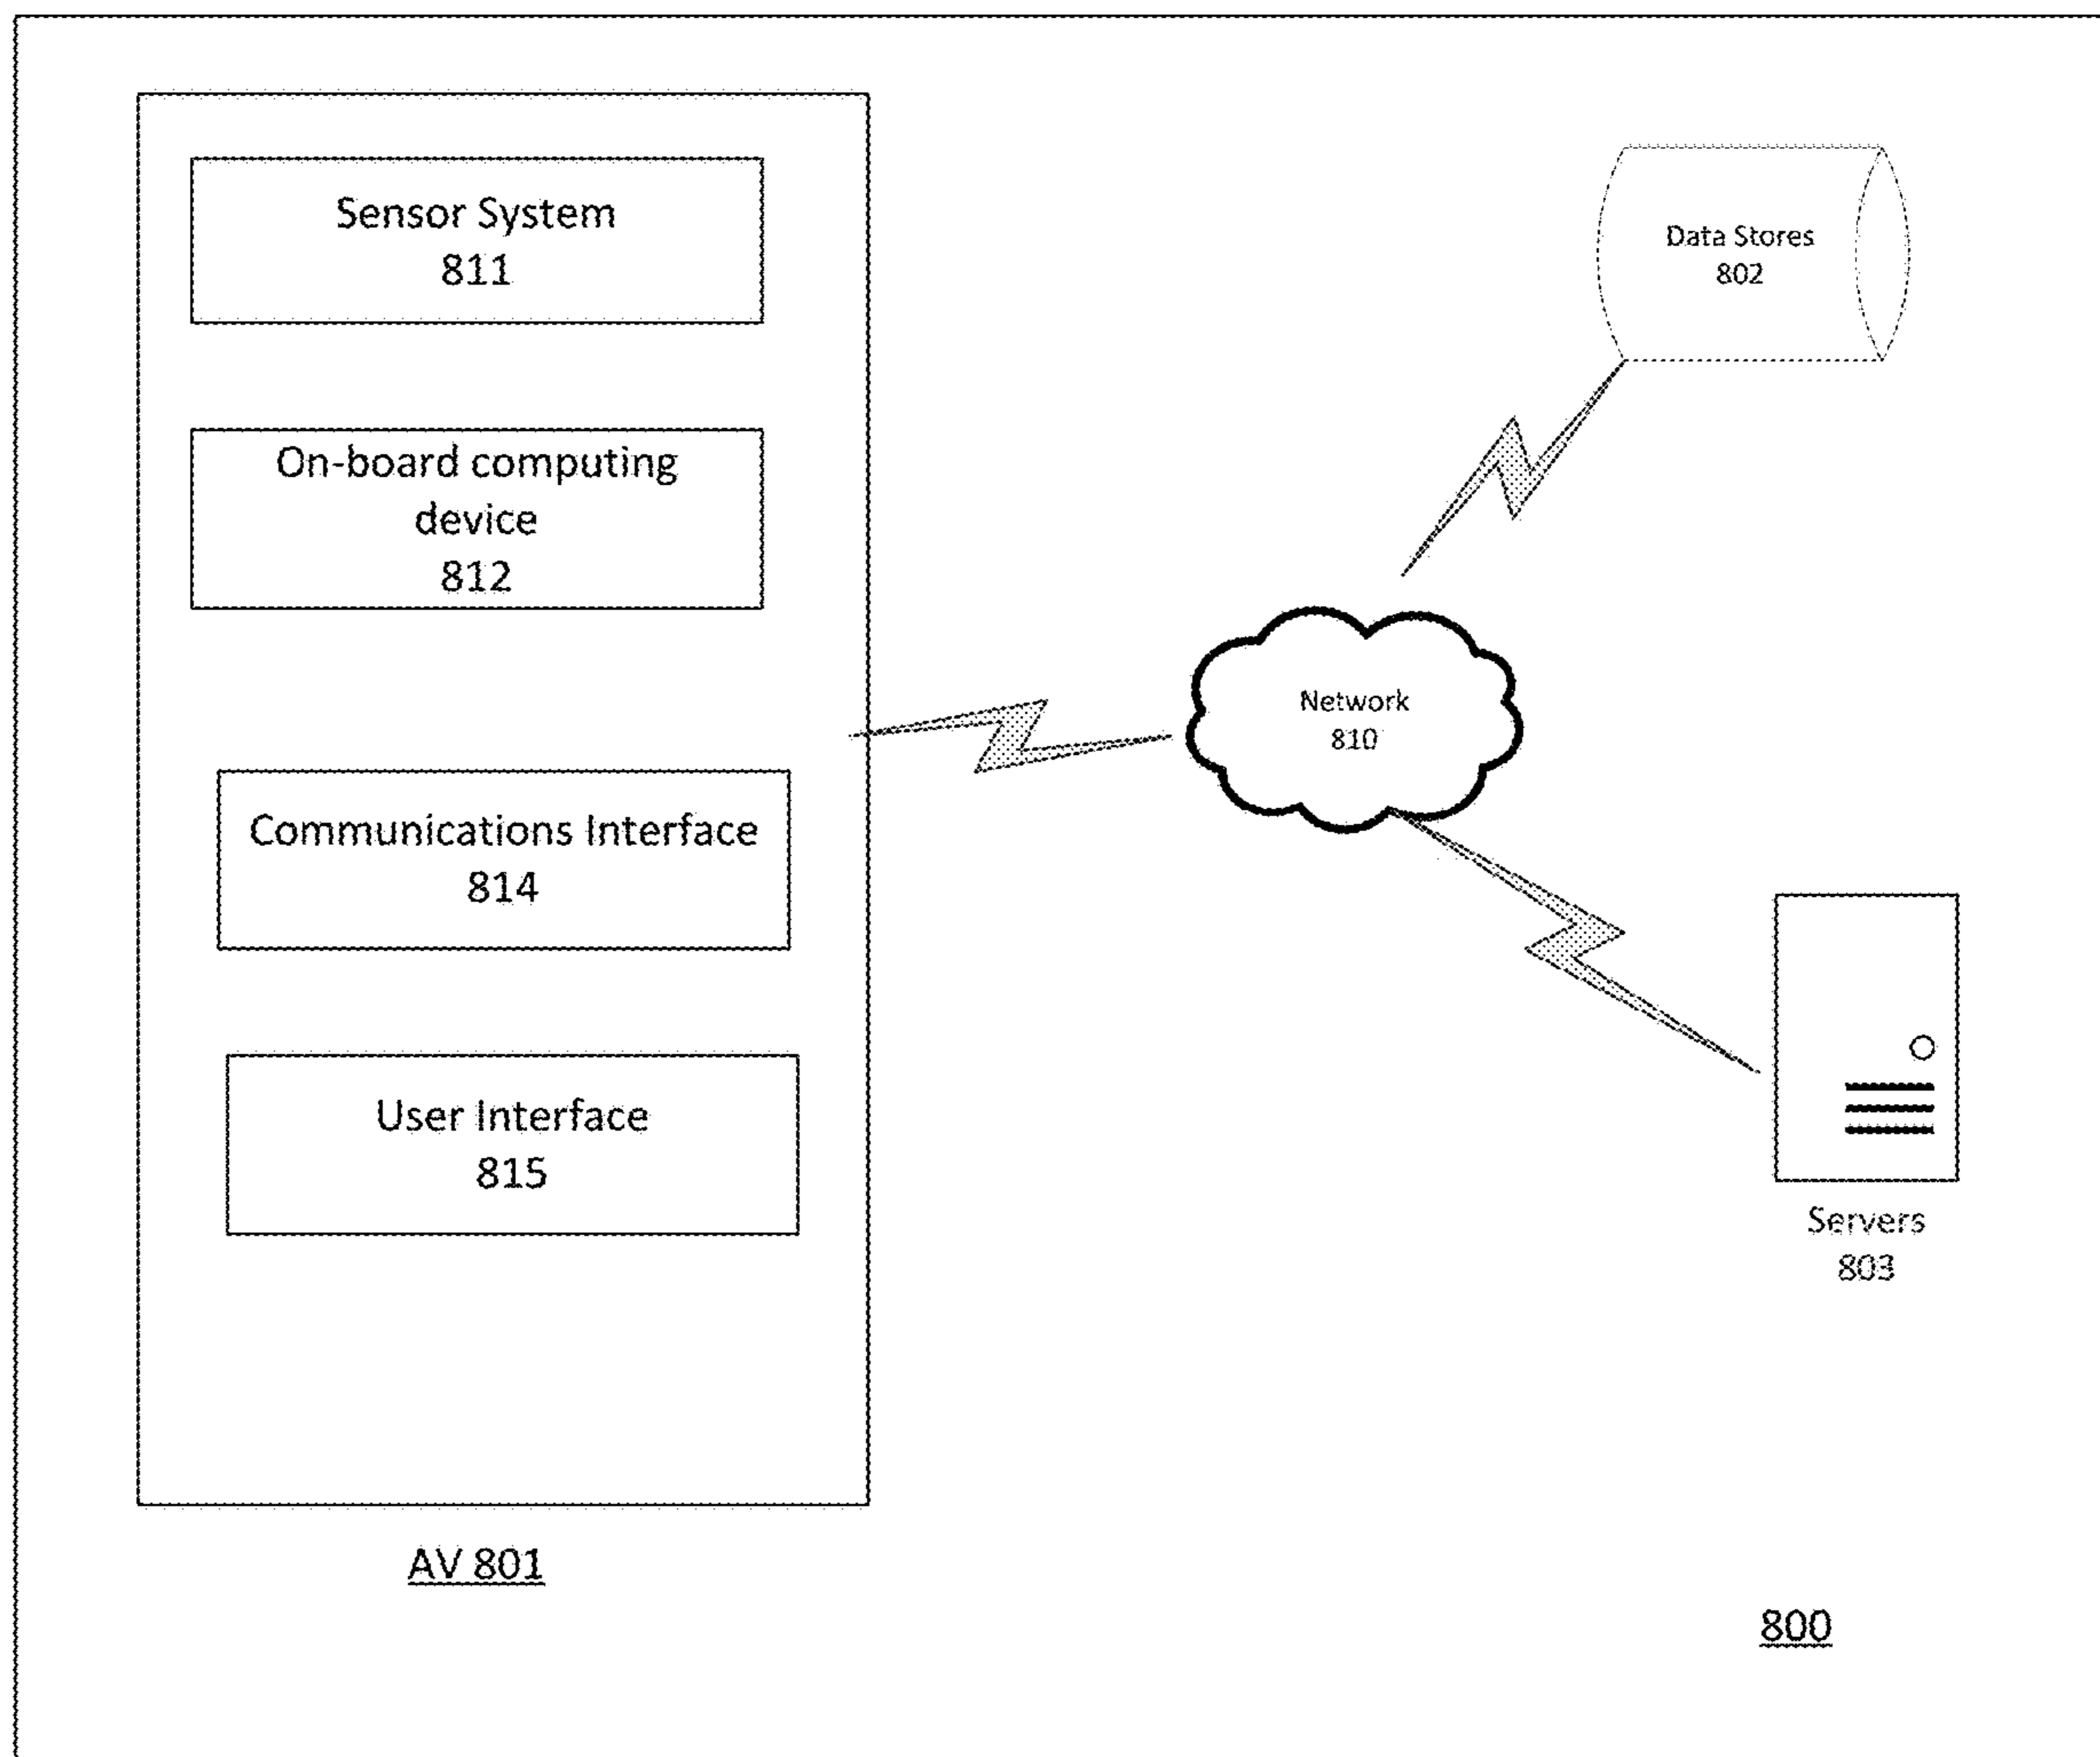 Sensor System
811
On-board computing
device
812
Communications Interface
814
User Interface
815
AV 801
Data Stores
802
Network
810
Servers
803
800